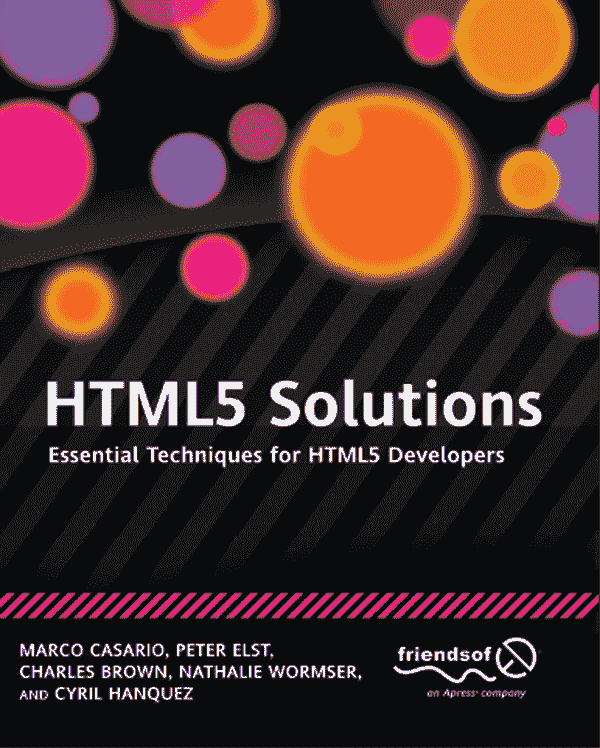 HTML5 Solutions
Essential Techniques for HTML5 Developers
MARCO CASARIO, PETER ELST,
CHARLES BROWN, NATHALIE WORMSER,
AND CYRIL HANQUEZ
friendsof
an Apress® company